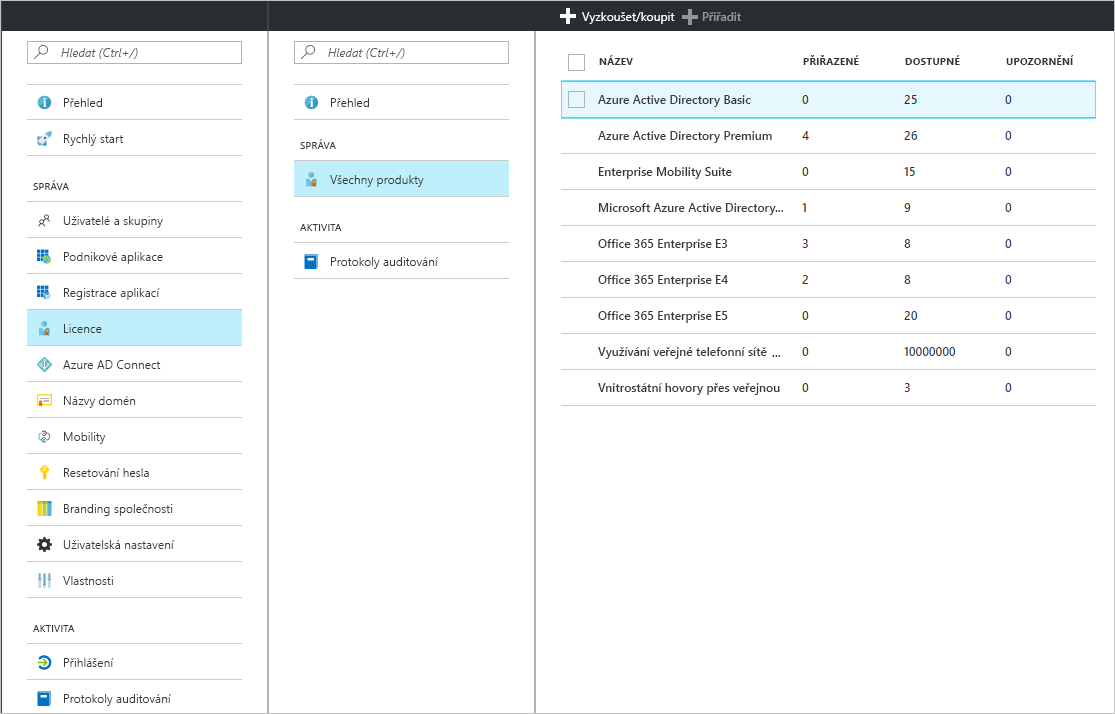 Vyzkoušet/koupit Přiřadit
Hledat (Ctrl+/)
Přehled
Rychlý start
SPRÁVA
Uživatelé a skupiny
Podnikové aplikace
Registrace aplikací
Licence
Azure AD Connect
Názvy domén
Mobility
Resetování hesla
Branding společnosti
Uživatelská nastavení
Vlastnosti
AKTIVITA
Přihlášení
Protokoly auditování
Hledat (Ctrl+/)
Přehled
SPRÁVA
Všechny produkty
AKTIVITA
Protokoly auditování
NÁZEV PŘIŘAZENÉ DOSTUPNÉ UPOZORNĚNÍ
Azure Active Directory Basic 0 25 0
Azure Active Directory Premium 4 26 0
Enterprise Mobility Suite 0 15 0
Microsoft Azure Active Directory... 1 9 0
Office 365 Enterprise E3 3 8 0
Office 365 Enterprise E4 2 8 0
Office 365 Enterprise E5 0 20 0
Využívání veřejné telefonní sítě ... 0 10000000 0
Vnitrostátní hovory přes veřejnou 0 3 0